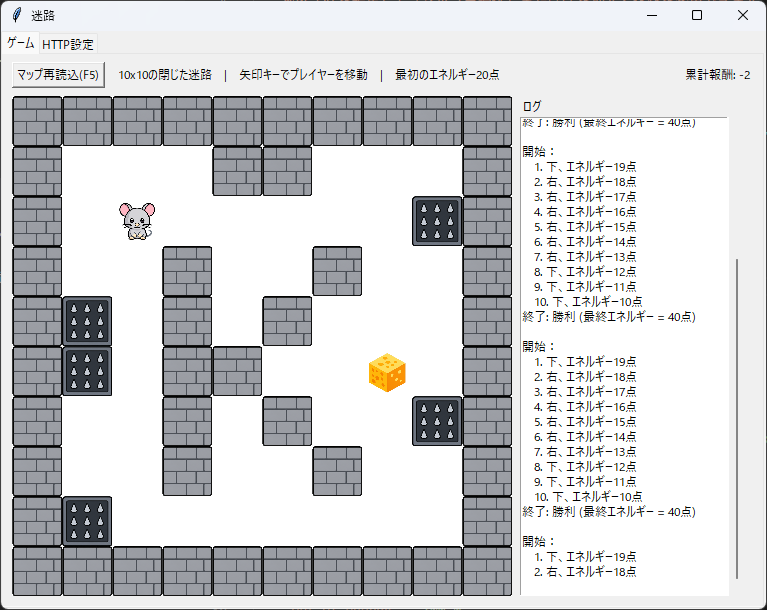 迷路
ゲーム HTTP設定
マップ再読込(F5) 10x10の閉じた迷路 | 矢印キーでプレイヤーを移動 | 最初のエネルギー20点 累計報酬: -2
ログ
終了: 勝利 (最終エネルギー = 40点)
開始：
1. 下、エネルギー19点
2. 右、エネルギー18点
3. 右、エネルギー17点
4. 右、エネルギー16点
5. 右、エネルギー15点
6. 右、エネルギー14点
7. 右、エネルギー13点
8. 下、エネルギー12点
9. 下、エネルギー11点
10. 下、エネルギー10点
終了: 勝利 (最終エネルギー = 40点)
開始：
1. 下、エネルギー19点
2. 右、エネルギー18点
3. 右、エネルギー17点
4. 右、エネルギー16点
5. 右、エネルギー15点
6. 右、エネルギー14点
7. 右、エネルギー13点
8. 下、エネルギー12点
9. 下、エネルギー11点
10. 下、エネルギー10点
終了: 勝利 (最終エネルギー = 40点)
開始：
1. 下、エネルギー19点
2. 右、エネルギー18点